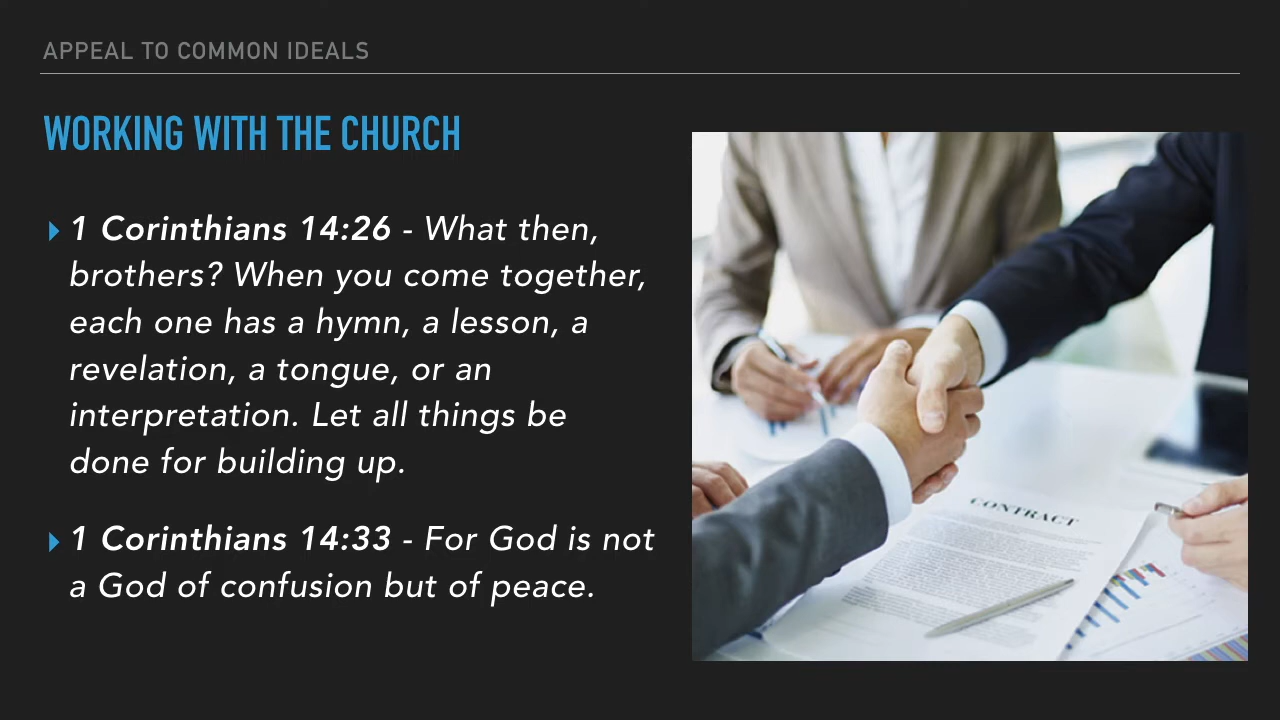 APPEAL TO COMMON IDEALS
WORKING WITH THE CHURCH
1 Corinthians 14:26 - What then,
brothers? When you come together,
each one has a hymn, a lesson, a
revelation, a tongue, or an
interpretation. Let all things be
done for building up.
1 Corinthians 14:33 - For God is not
a God of confusion but of peace.
CONTRACT